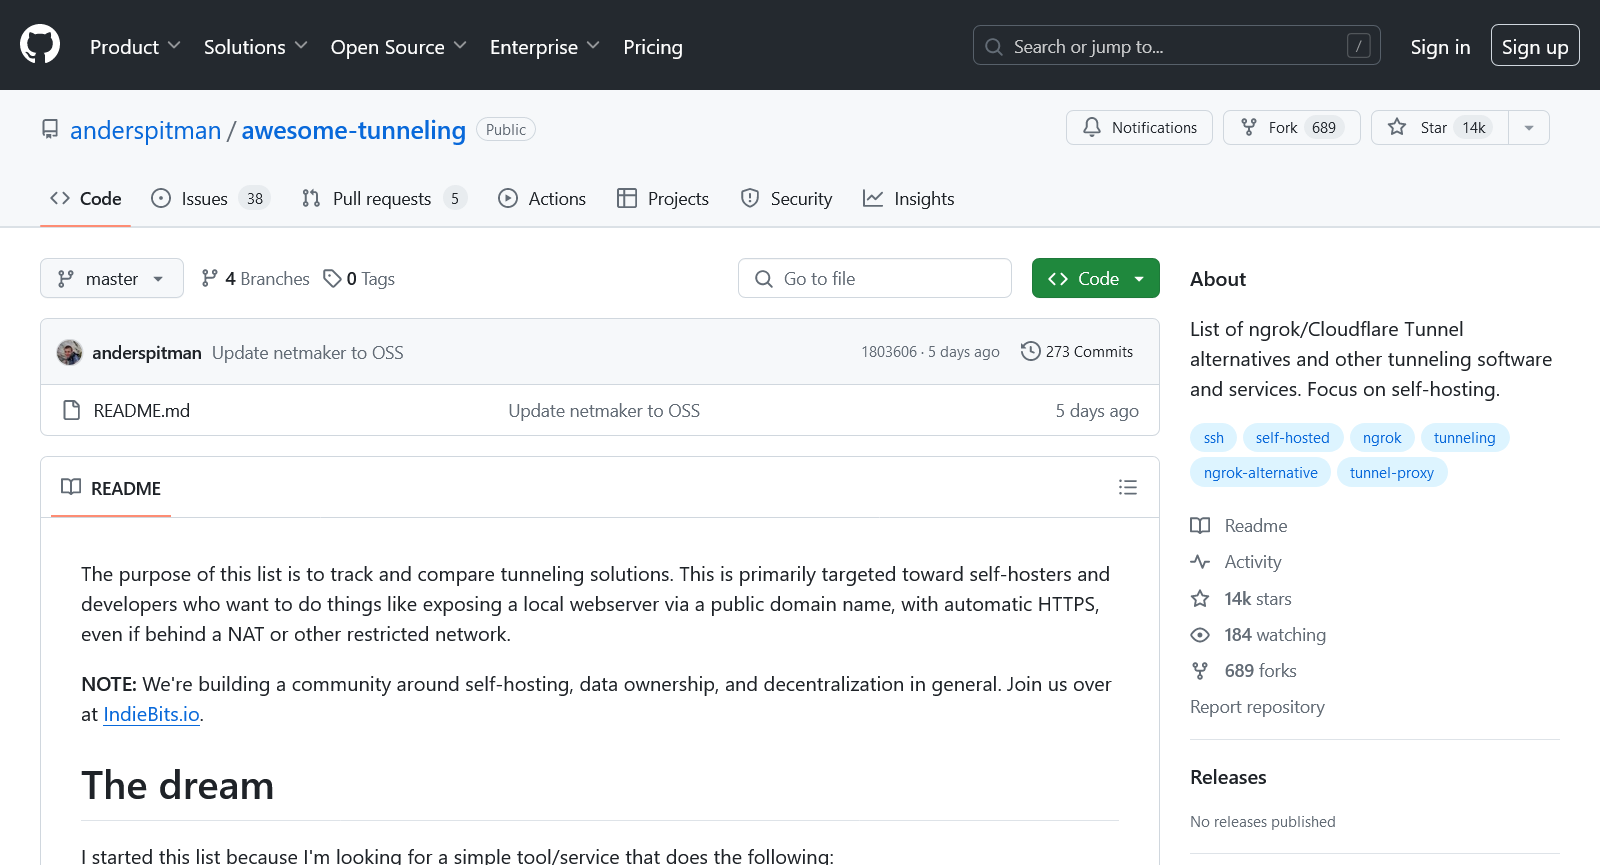 Product Solutions Open Source Enterprise Pricing Search or jump to... / Sign in Sign up
anderspitman / awesome-tunneling Public Notifications Fork 689 Star 14k
Code Issues 38 Pull requests 5 Actions Projects Security Insights
master 4 Branches 0 Tags Go to file Code
anderspitman Update netmaker to OSS 1803606 · 5 days ago 273 Commits
README.md Update netmaker to OSS 5 days ago
README
The purpose of this list is to track and compare tunneling solutions. This is primarily targeted toward self-hosters and
developers who want to do things like exposing a local webserver via a public domain name, with automatic HTTPS,
even if behind a NAT or other restricted network.
NOTE: We're building a community around self-hosting, data ownership, and decentralization in general. Join us over
at IndieBits.io.
The dream
I started this list because I'm looking for a simple tool/service that does the following:
About
List of ngrok/Cloudflare Tunnel
alternatives and other tunneling software
and services. Focus on self-hosting.
ssh self-hosted ngrok tunneling
ngrok-alternative tunnel-proxy
Readme
Activity
14k stars
184 watching
689 forks
Report repository
Releases
No releases published